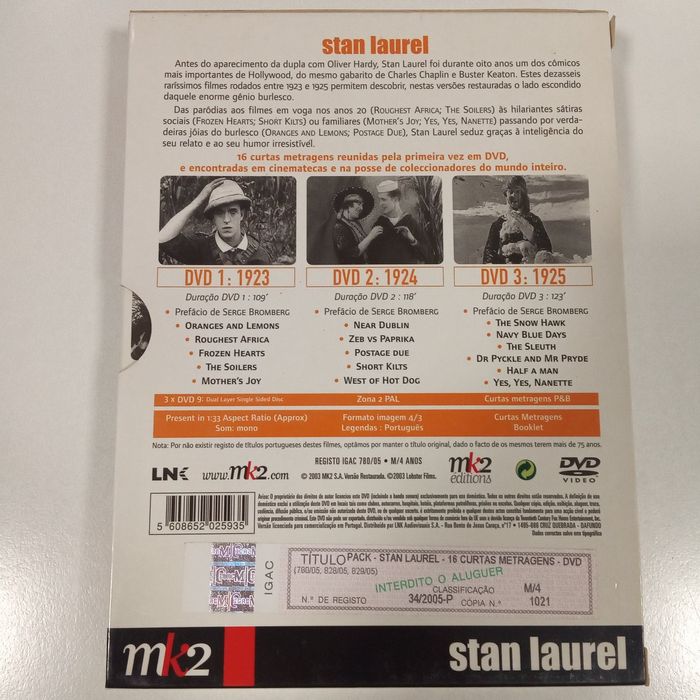 stan laurel
Antes do aparecimento da dupla com Oliver Hardy, Stan Laurel foi durante oito anos um dos cômicos
mais importantes de Hollywood, do mesmo gabarito de Charles Chaplin e Buster Keaton. Estes dezasseis
raríssimos filmes rodados entre 1923 e 1925 permitem descobrir, nestas versões restauradas o lado escondido
daquele enorme génio burlesco.
Das paródias aos filmes em voga nos anos 20 (Roughest Africa; The Soilers) às hilariantes sátiras
sociais (Frozen Hearts; Short Kilts) ou familiares (Mother's Joy; Yes, Yes, Nanette) passando por verda-
deiras jóias do burlesco (Oranges and Lemons; Postage Due), Stan Laurel seduz graças à inteligência do
seu relato e ao seu humor irresistível.
16 curtas metragens reunidas pela primeira vez em DVD,
e encontradas em cinematecas e na posse de coleccionadores do mundo inteiro.
DVD 1: 1923
Duração DVD 1: 109'
• Prefácio de Serge Bromberg
• Oranges and Lemons
• Roughest Africa
• Frozen Hearts
• The Soilers
• Mother's Joy
DVD 2: 1924
Duração DVD 2: 118'
• Prefácio de Serge Bromberg
• Near Dublin
• Zeb vs Paprika
• Postage due
• Short Kilts
• West of Hot Dog
DVD 3: 1925
Duração DVD 3: 123'
• Prefácio de Serge Bromberg
• The Snow Hawk
• Navy Blue Days
• The Sleuth
• Dr Pyckle and Mr Pryde
• Half a man
• Yes, Yes, Nanette
3 x DVD 9: Dual Layer Single Sided Disc
Zona 2 PAL
Curtas metragens P&B
Present in 1:33 Aspect Ratio (Approx)
Som: mono
Formato imagem 4/3
Legendas: Português
Curtas Metragens
Booklet
Nota: Por não existir registo de títulos portugueses destes filmes, optámos por manter o título original, dado o facto de os mesmos terem mais de 75 anos.
LNK
www.mk2.com
REGISTO IGAC 780/05 • M/4 ANOS
© 2003 MK2 S.A. Versão Restaurada. ©2003 Lobster Films.
mk2
éditions
DVD
VIDEO
5 608652 025935
IGAC
TÍTULO PACK - STAN LAUREL - 16 CURTAS METRAGENS - DVD
(780/05, 828/05, 829/05)
INTERDITO O ALUGUER
CLASSIFICAÇÃO M/4
N.º DE REGISTO 34/2005-P CÓPIA N.º 1021
mk2
stan laurel